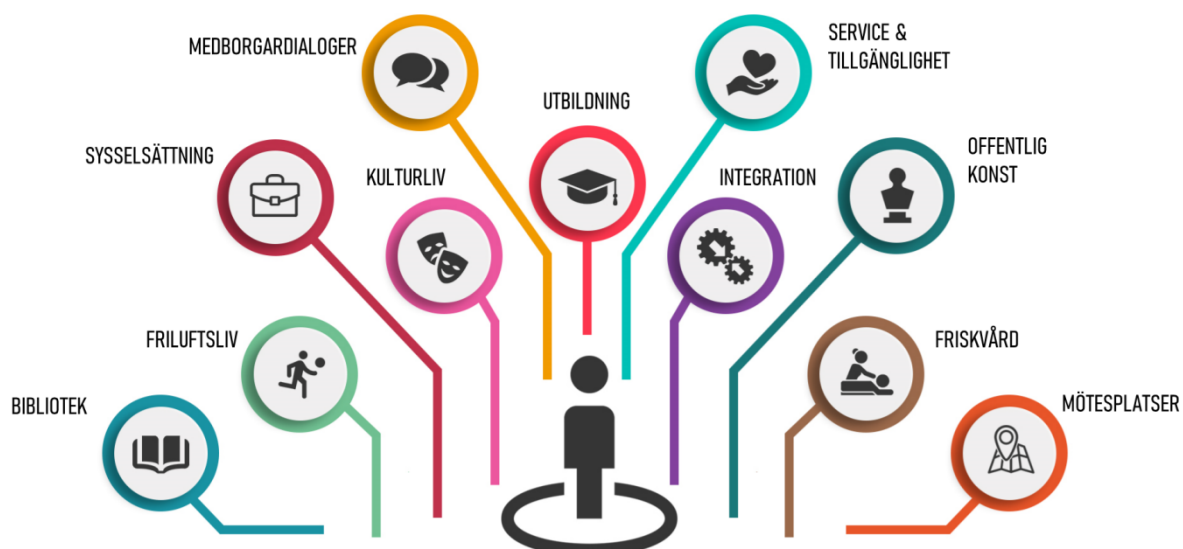 MEDBORGARDIALOGER
SERVICE &
TILLGÄNGLIGHET
UTBILDNING
SYSSELSÄTTNING
KULTURLIV
INTEGRATION
OFFENTLIG
KONST
FRILUFTSLIV
FRISKVÅRD
BIBLIOTEK
MÖTESPLATSER